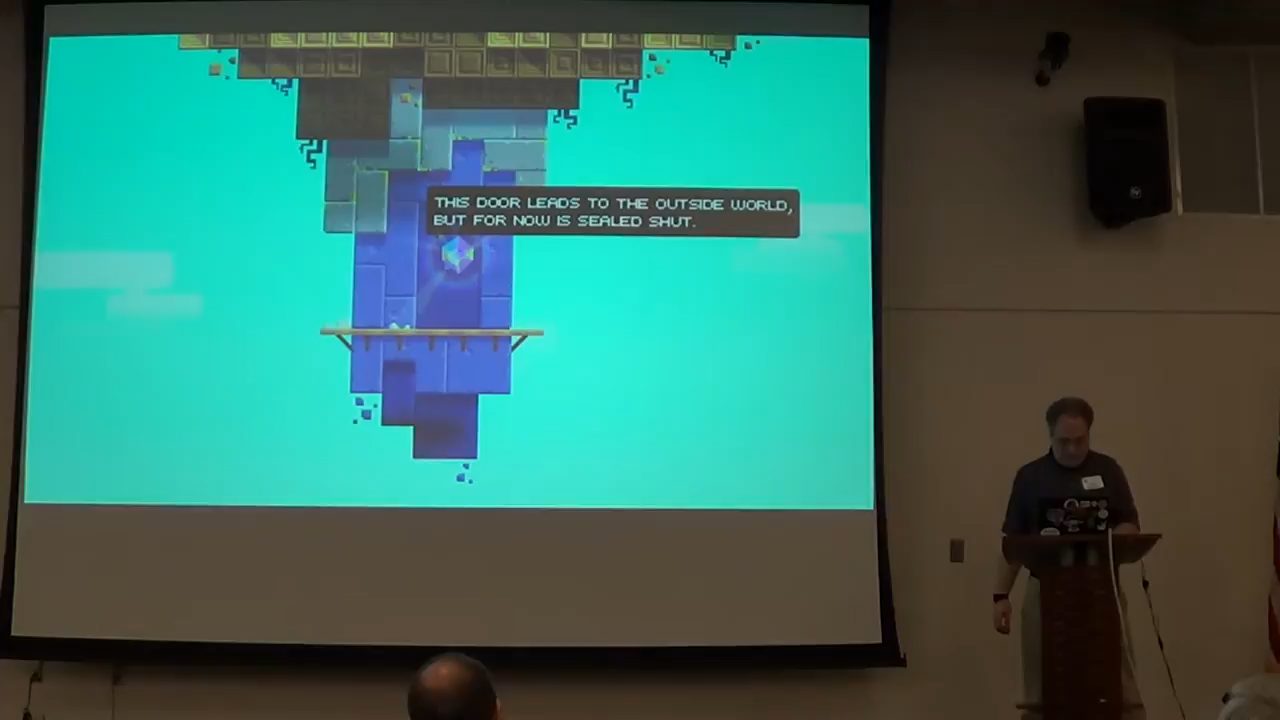 THIS DOOR LEADS TO THE OUTSIDE WORLD,
BUT FOR NOW IS SEALED SHUT.